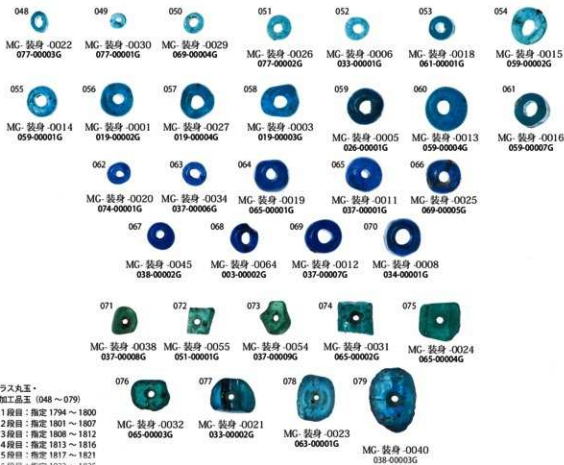 048 049 050 051 052 053 054
MG- 装身 -0022 MG- 装身 -0030 MG- 装身 -0029 MG- 装身 -0026 MG- 装身 -0006 MG- 装身 -0018 MG- 装身 -0015
077-00003G 077-00001G 069-00004G 077-00002G 033-00001G 061-00001G 059-00002G
055 056 057 058 059 060 061
MG- 装身 -0014 MG- 装身 -0001 MG- 装身 -0027 MG- 装身 -0003 MG- 装身 -0005 MG- 装身 -0013 MG- 装身 -0016
059-00001G 019-00002G 019-00004G 019-00003G 026-00001G 059-00004G 059-00007G
062 063 064 065 066
MG- 装身 -0020 MG- 装身 -0034 MG- 装身 -0019 MG- 装身 -0011 MG- 装身 -0025
074-00001G 037-00006G 065-00001G 037-00001G 069-00005G
067 068 069 070
MG- 装身 -0045 MG- 装身 -0064 MG- 装身 -0012 MG- 装身 -0008
038-00002G 003-00002G 037-00007G 034-00001G
071 072 073 074 075
MG- 装身 -0038 MG- 装身 -0055 MG- 装身 -0054 MG- 装身 -0031 MG- 装身 -0024
037-00008G 051-00001G 037-00009G 065-00002G 065-00004G
076 077 078 079
MG- 装身 -0032 MG- 装身 -0021 MG- 装身 -0023 MG- 装身 -0040
065-00003G 033-00002G 063-00001G 038-00003G
ラス丸玉・
加工品玉（048 ～ 079）
1 段目：指定 1794 ～ 1800
2 段目：指定 1801 ～ 1807
3 段目：指定 1808 ～ 1812
4 段目：指定 1813 ～ 1816
5 段目：指定 1817 ～ 1821